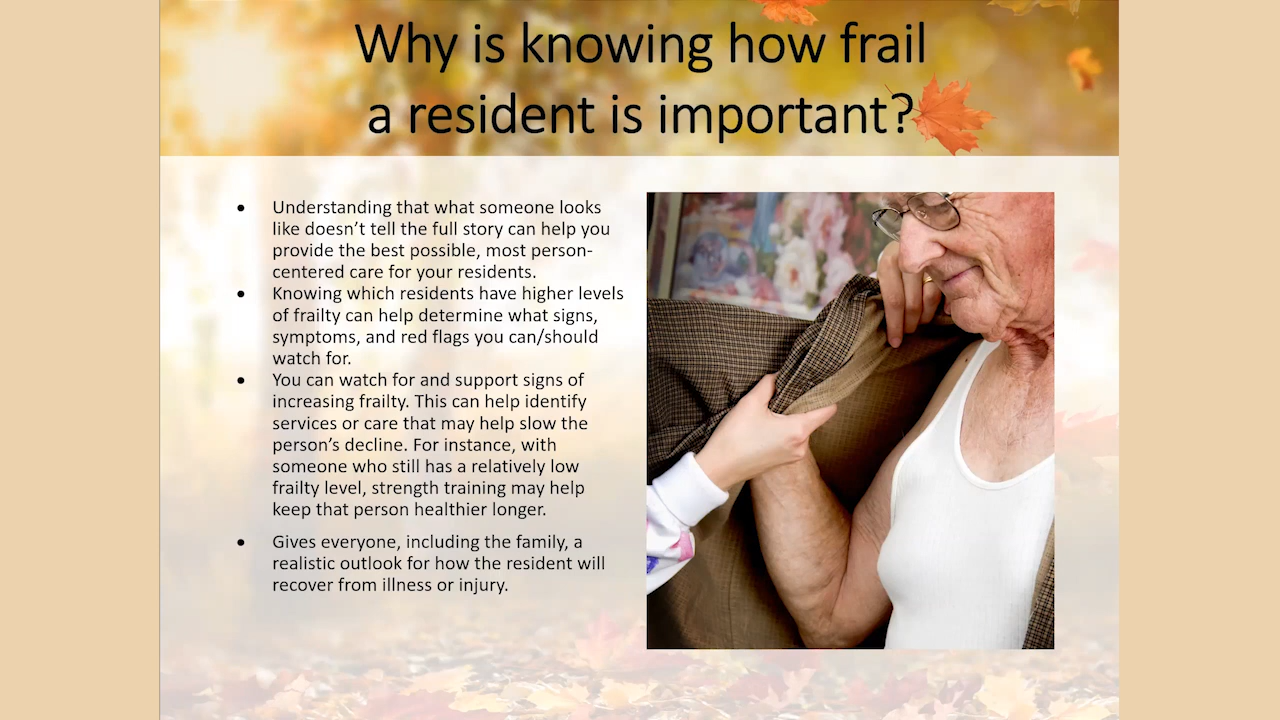 Why is knowing how frail
a resident is important?
• Understanding that what someone looks
like doesn’t tell the full story can help you
provide the best possible, most person-
centered care for your residents.
• Knowing which residents have higher levels
of frailty can help determine what signs,
symptoms, and red flags you can/should
watch for.
• You can watch for and support signs of
increasing frailty. This can help identify
services or care that may help slow the
person’s decline. For instance, with
someone who still has a relatively low
frailty level, strength training may help
keep that person healthier longer.
• Gives everyone, including the family, a
realistic outlook for how the resident will
recover from illness or injury.